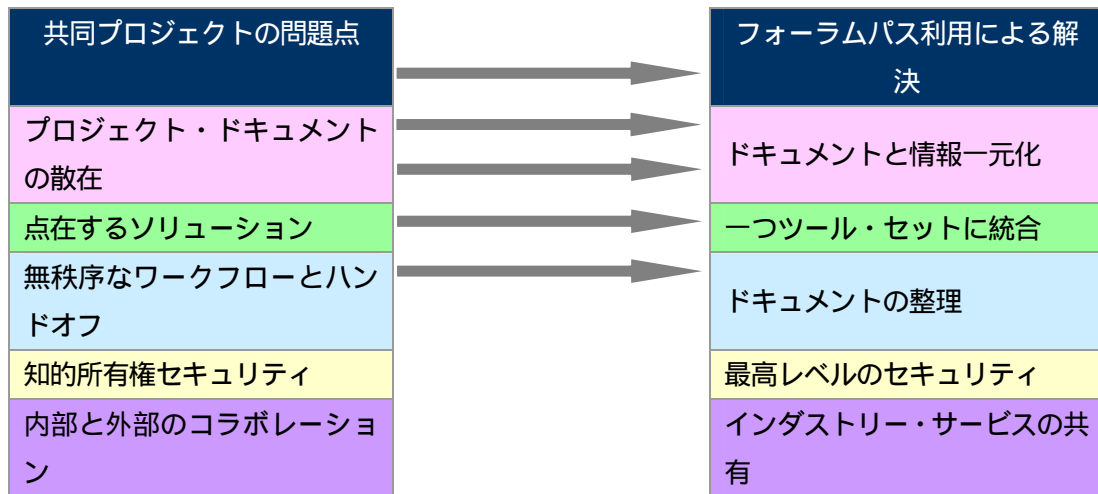 共同プロジェクトの問題点
プロジェクト・ドキュメント
の散在
点在するソリューション
無秩序なワークフローとハン
ドオフ
知的所有権セキュリティ
内部と外部のコラボレーショ
ン
フォーラムパス利用による解
決
ドキュメントと情報一元化
一つツール・セットに統合
ドキュメントの整理
最高レベルのセキュリティ
インダストリー・サービスの共
有